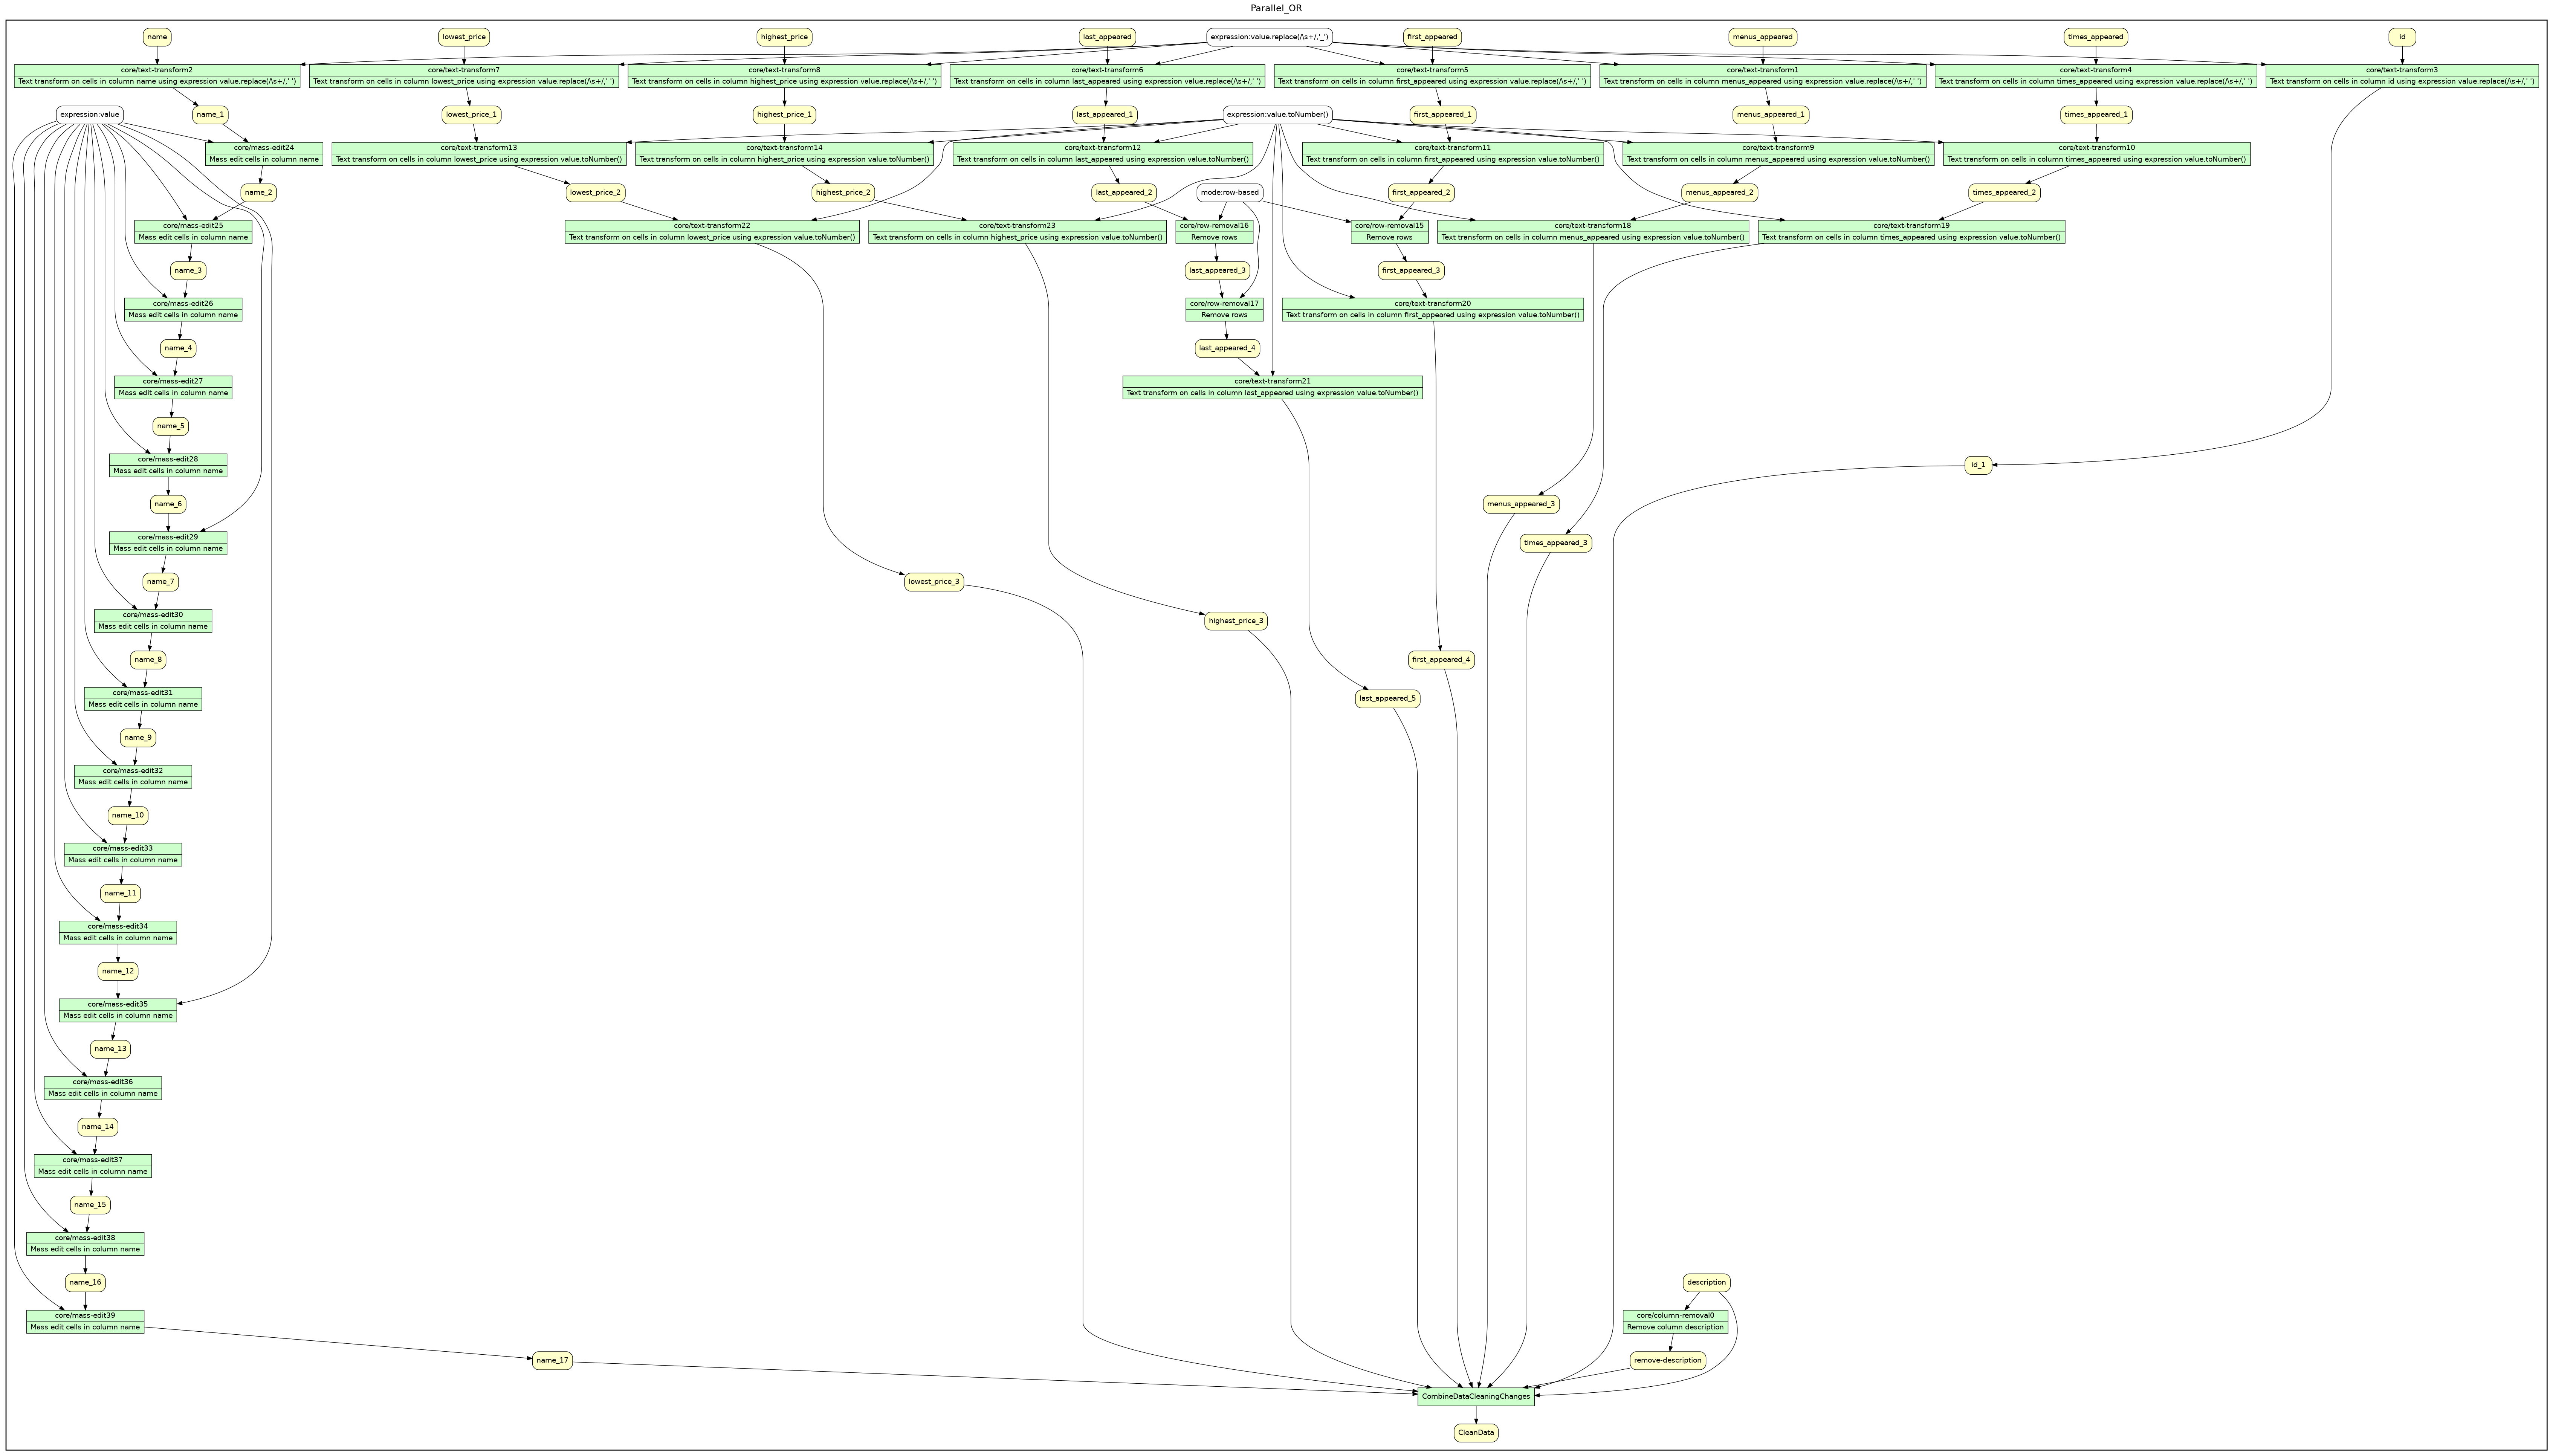 Parallel_OR
name
lowest_price
highest_price
last_appeared
expression:value.replace(/\s+/,'_')
first_appeared
menus_appeared
times_appeared
id
core/text-transform2
Text transform on cells in column name using expression value.replace(/\s+/,' ')
core/text-transform7
Text transform on cells in column lowest_price using expression value.replace(/\s+/,' ')
core/text-transform8
Text transform on cells in column highest_price using expression value.replace(/\s+/,' ')
core/text-transform6
Text transform on cells in column last_appeared using expression value.replace(/\s+/,' ')
core/text-transform5
Text transform on cells in column first_appeared using expression value.replace(/\s+/,' ')
core/text-transform1
Text transform on cells in column menus_appeared using expression value.replace(/\s+/,' ')
core/text-transform4
Text transform on cells in column times_appeared using expression value.replace(/\s+/,' ')
core/text-transform3
Text transform on cells in column id using expression value.replace(/\s+/,' ')
expression:value
name_1
lowest_price_1
highest_price_1
last_appeared_1
expression:value.toNumber()
first_appeared_1
menus_appeared_1
times_appeared_1
core/mass-edit24
Mass edit cells in column name
core/text-transform13
Text transform on cells in column lowest_price using expression value.toNumber()
core/text-transform14
Text transform on cells in column highest_price using expression value.toNumber()
core/text-transform12
Text transform on cells in column last_appeared using expression value.toNumber()
core/text-transform11
Text transform on cells in column first_appeared using expression value.toNumber()
core/text-transform9
Text transform on cells in column menus_appeared using expression value.toNumber()
core/text-transform10
Text transform on cells in column times_appeared using expression value.toNumber()
name_2
lowest_price_2
highest_price_2
last_appeared_2
mode:row-based
first_appeared_2
menus_appeared_2
times_appeared_2
core/mass-edit25
Mass edit cells in column name
core/text-transform22
Text transform on cells in column lowest_price using expression value.toNumber()
core/text-transform23
Text transform on cells in column highest_price using expression value.toNumber()
core/row-removal16
Remove rows
core/row-removal15
Remove rows
core/text-transform18
Text transform on cells in column menus_appeared using expression value.toNumber()
core/text-transform19
Text transform on cells in column times_appeared using expression value.toNumber()
name_3
last_appeared_3
first_appeared_3
core/mass-edit26
Mass edit cells in column name
core/row-removal17
Remove rows
core/text-transform20
Text transform on cells in column first_appeared using expression value.toNumber()
name_4
last_appeared_4
core/mass-edit27
Mass edit cells in column name
core/text-transform21
Text transform on cells in column last_appeared using expression value.toNumber()
name_5
core/mass-edit28
Mass edit cells in column name
id_1
name_6
menus_appeared_3
core/mass-edit29
Mass edit cells in column name
times_appeared_3
name_7
lowest_price_3
core/mass-edit30
Mass edit cells in column name
highest_price_3
name_8
first_appeared_4
core/mass-edit31
Mass edit cells in column name
last_appeared_5
name_9
core/mass-edit32
Mass edit cells in column name
name_10
core/mass-edit33
Mass edit cells in column name
name_11
core/mass-edit34
Mass edit cells in column name
name_12
core/mass-edit35
Mass edit cells in column name
name_13
core/mass-edit36
Mass edit cells in column name
name_14
core/mass-edit37
Mass edit cells in column name
name_15
core/mass-edit38
Mass edit cells in column name
name_16
description
core/mass-edit39
Mass edit cells in column name
core/column-removal0
Remove column description
name_17
remove-description
CombineDataCleaningChanges
CleanData